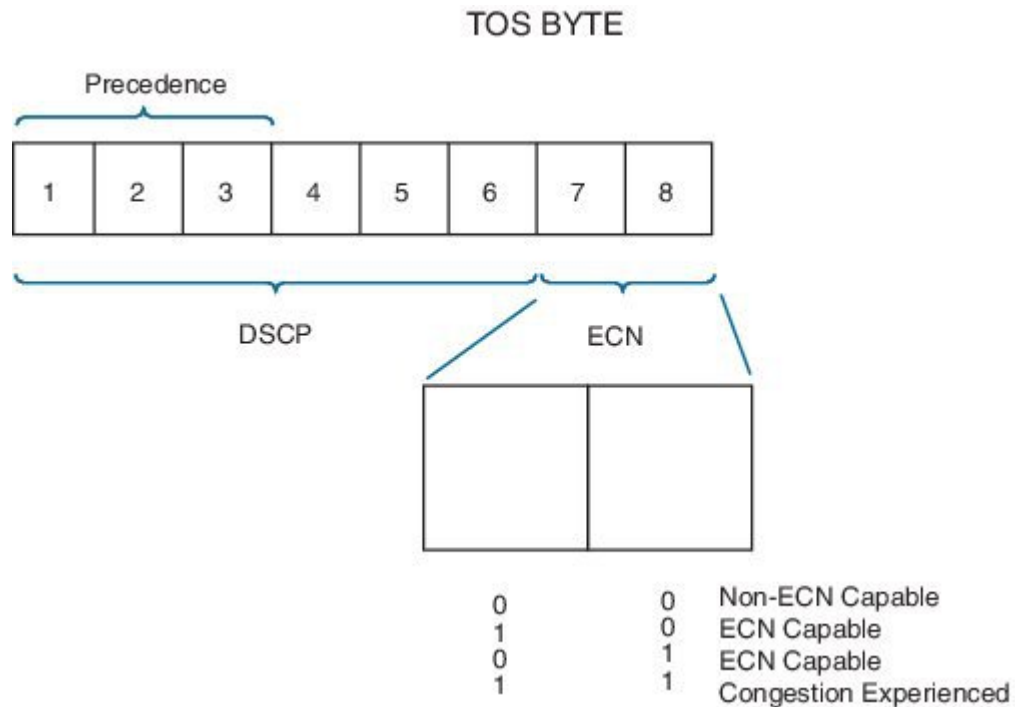 TOS BYTE
Precedence
1 2 3 4 5 6 7 8
DSCP ECN
0 0 Non-ECN Capable
1 0 ECN Capable
0 1 ECN Capable
1 1 Congestion Experienced